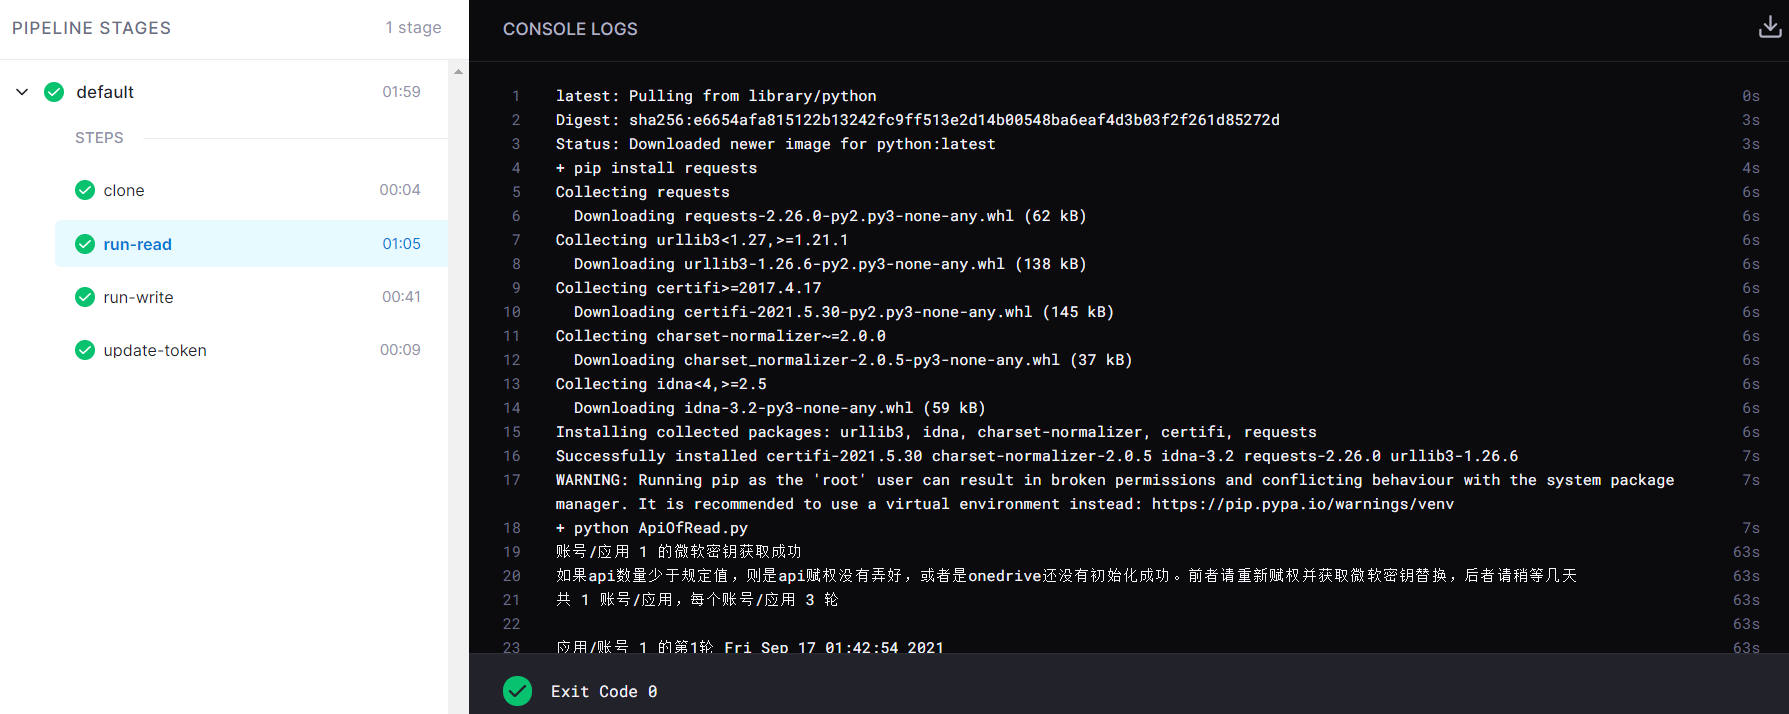 PIPELINE STAGES
1 stage
default
01:59
STEPS
clone
00:04
run-read
01:05
run-write
00:41
update-token
00:09
CONSOLE LOGS
1 latest: Pulling from library/python 0s
2 Digest: sha256:e6654afa815122b13242fc9ff513e2d14b00548ba6eaf4d3b03f2f261d85272d 3s
3 Status: Downloaded newer image for python:latest 3s
4 + pip install requests 4s
5 Collecting requests 6s
6 Downloading requests-2.26.0-py2.py3-none-any.whl (62 kB) 6s
7 Collecting urllib3<1.27,>=1.21.1 6s
8 Downloading urllib3-1.26.6-py2.py3-none-any.whl (138 kB) 6s
9 Collecting certifi>=2017.4.17 6s
10 Downloading certifi-2021.5.30-py2.py3-none-any.whl (145 kB) 6s
11 Collecting charset-normalizer~=2.0.0 6s
12 Downloading charset_normalizer-2.0.5-py3-none-any.whl (37 kB) 6s
13 Collecting idna<4,>=2.5 6s
14 Downloading idna-3.2-py3-none-any.whl (59 kB) 6s
15 Installing collected packages: urllib3, idna, charset-normalizer, certifi, requests 6s
16 Successfully installed certifi-2021.5.30 charset-normalizer-2.0.5 idna-3.2 requests-2.26.0 urllib3-1.26.6 7s
17 WARNING: Running pip as the 'root' user can result in broken permissions and conflicting behaviour with the system package 7s
manager. It is recommended to use a virtual environment instead: https://pip.pypa.io/warnings/venv
18 + python ApiOfRead.py 7s
19 账号/应用 1 的微软密钥获取成功 63s
20 如果api数量少于规定值，则是api赋权没有弄好，或者是onedrive还没有初始化成功。前者请重新赋权并获取微软密钥替换，后者请稍等几天 63s
21 共 1 账号/应用，每个账号/应用 3 轮 63s
22 63s
23 应用/账号 1 的第1轮 Fri Sep 17 01:42:54 2021 63s
Exit Code 0